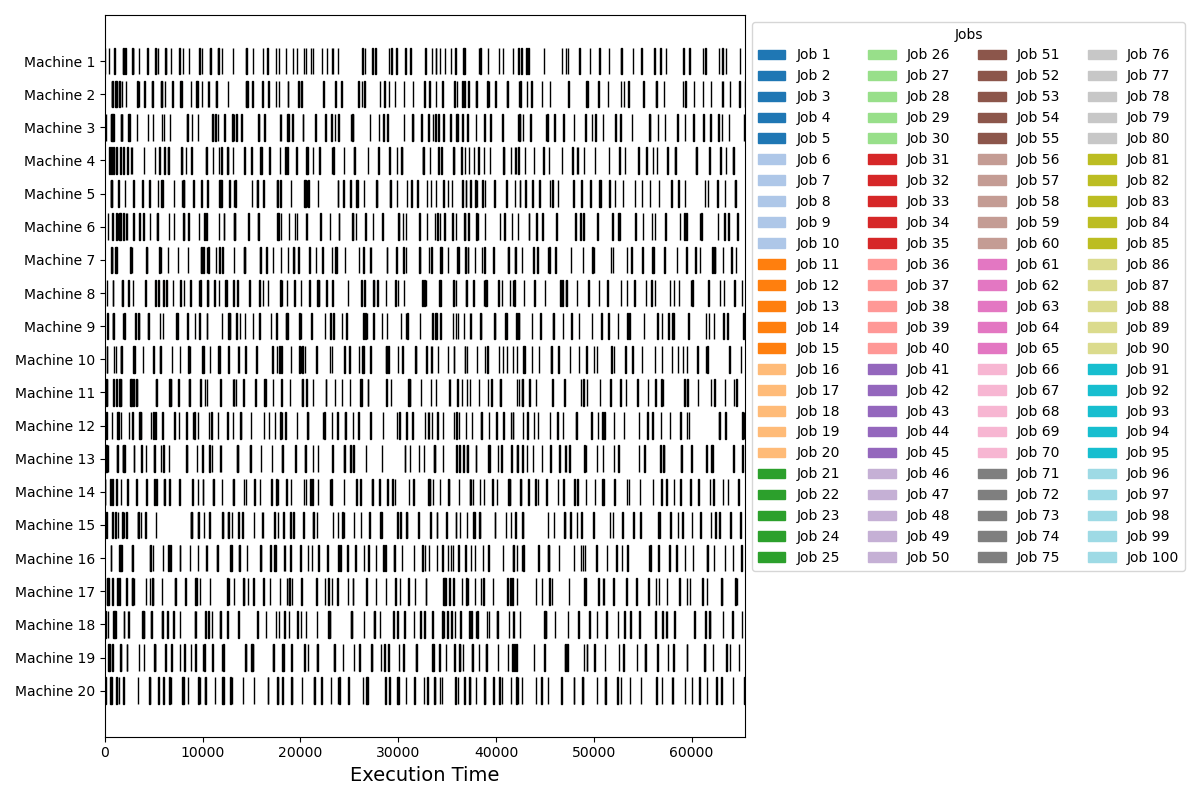 Machine 1
Machine 2
Machine 3
Machine 4
Machine 5
Machine 6
Machine 7
Machine 8
Machine 9
Machine 10
Machine 11
Machine 12
Machine 13
Machine 14
Machine 15
Machine 16
Machine 17
Machine 18
Machine 19
Machine 20
0 10000 20000 30000 40000 50000 60000
Execution Time
Jobs
Job 1 Job 26 Job 51 Job 76
Job 2 Job 27 Job 52 Job 77
Job 3 Job 28 Job 53 Job 78
Job 4 Job 29 Job 54 Job 79
Job 5 Job 30 Job 55 Job 80
Job 6 Job 31 Job 56 Job 81
Job 7 Job 32 Job 57 Job 82
Job 8 Job 33 Job 58 Job 83
Job 9 Job 34 Job 59 Job 84
Job 10 Job 35 Job 60 Job 85
Job 11 Job 36 Job 61 Job 86
Job 12 Job 37 Job 62 Job 87
Job 13 Job 38 Job 63 Job 88
Job 14 Job 39 Job 64 Job 89
Job 15 Job 40 Job 65 Job 90
Job 16 Job 41 Job 66 Job 91
Job 17 Job 42 Job 67 Job 92
Job 18 Job 43 Job 68 Job 93
Job 19 Job 44 Job 69 Job 94
Job 20 Job 45 Job 70 Job 95
Job 21 Job 46 Job 71 Job 96
Job 22 Job 47 Job 72 Job 97
Job 23 Job 48 Job 73 Job 98
Job 24 Job 49 Job 74 Job 99
Job 25 Job 50 Job 75 Job 100